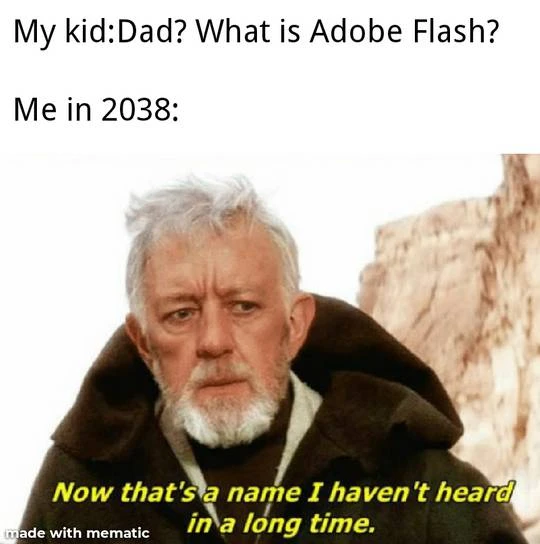 My kid:Dad? What is Adobe Flash?
Me in 2038:
Now that's a name I haven't heard
in a long time.
made with mematic